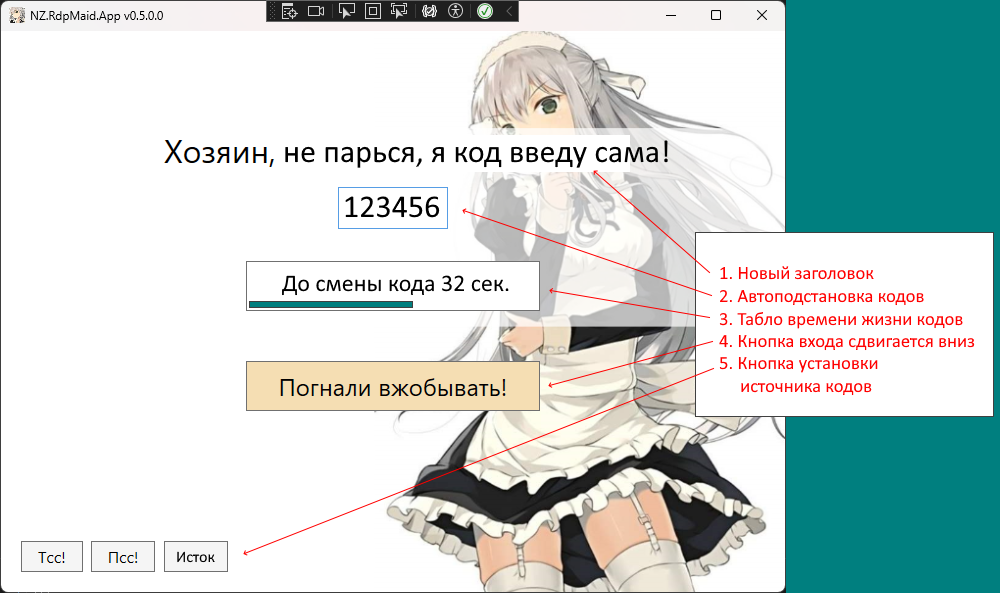 NZ.RdpMaid.App v0.5.0.0
Хозяин, не парься, я код введу сама!
123456
До смены кода 32 сек.
1. Новый заголовок
2. Автоподстановка кодов
3. Табло времени жизни кодов
4. Кнопка входа сдвигается вниз
5. Кнопка установки
источника кодов
Погнали вжобывать!
Тсс!
Псс!
Исток